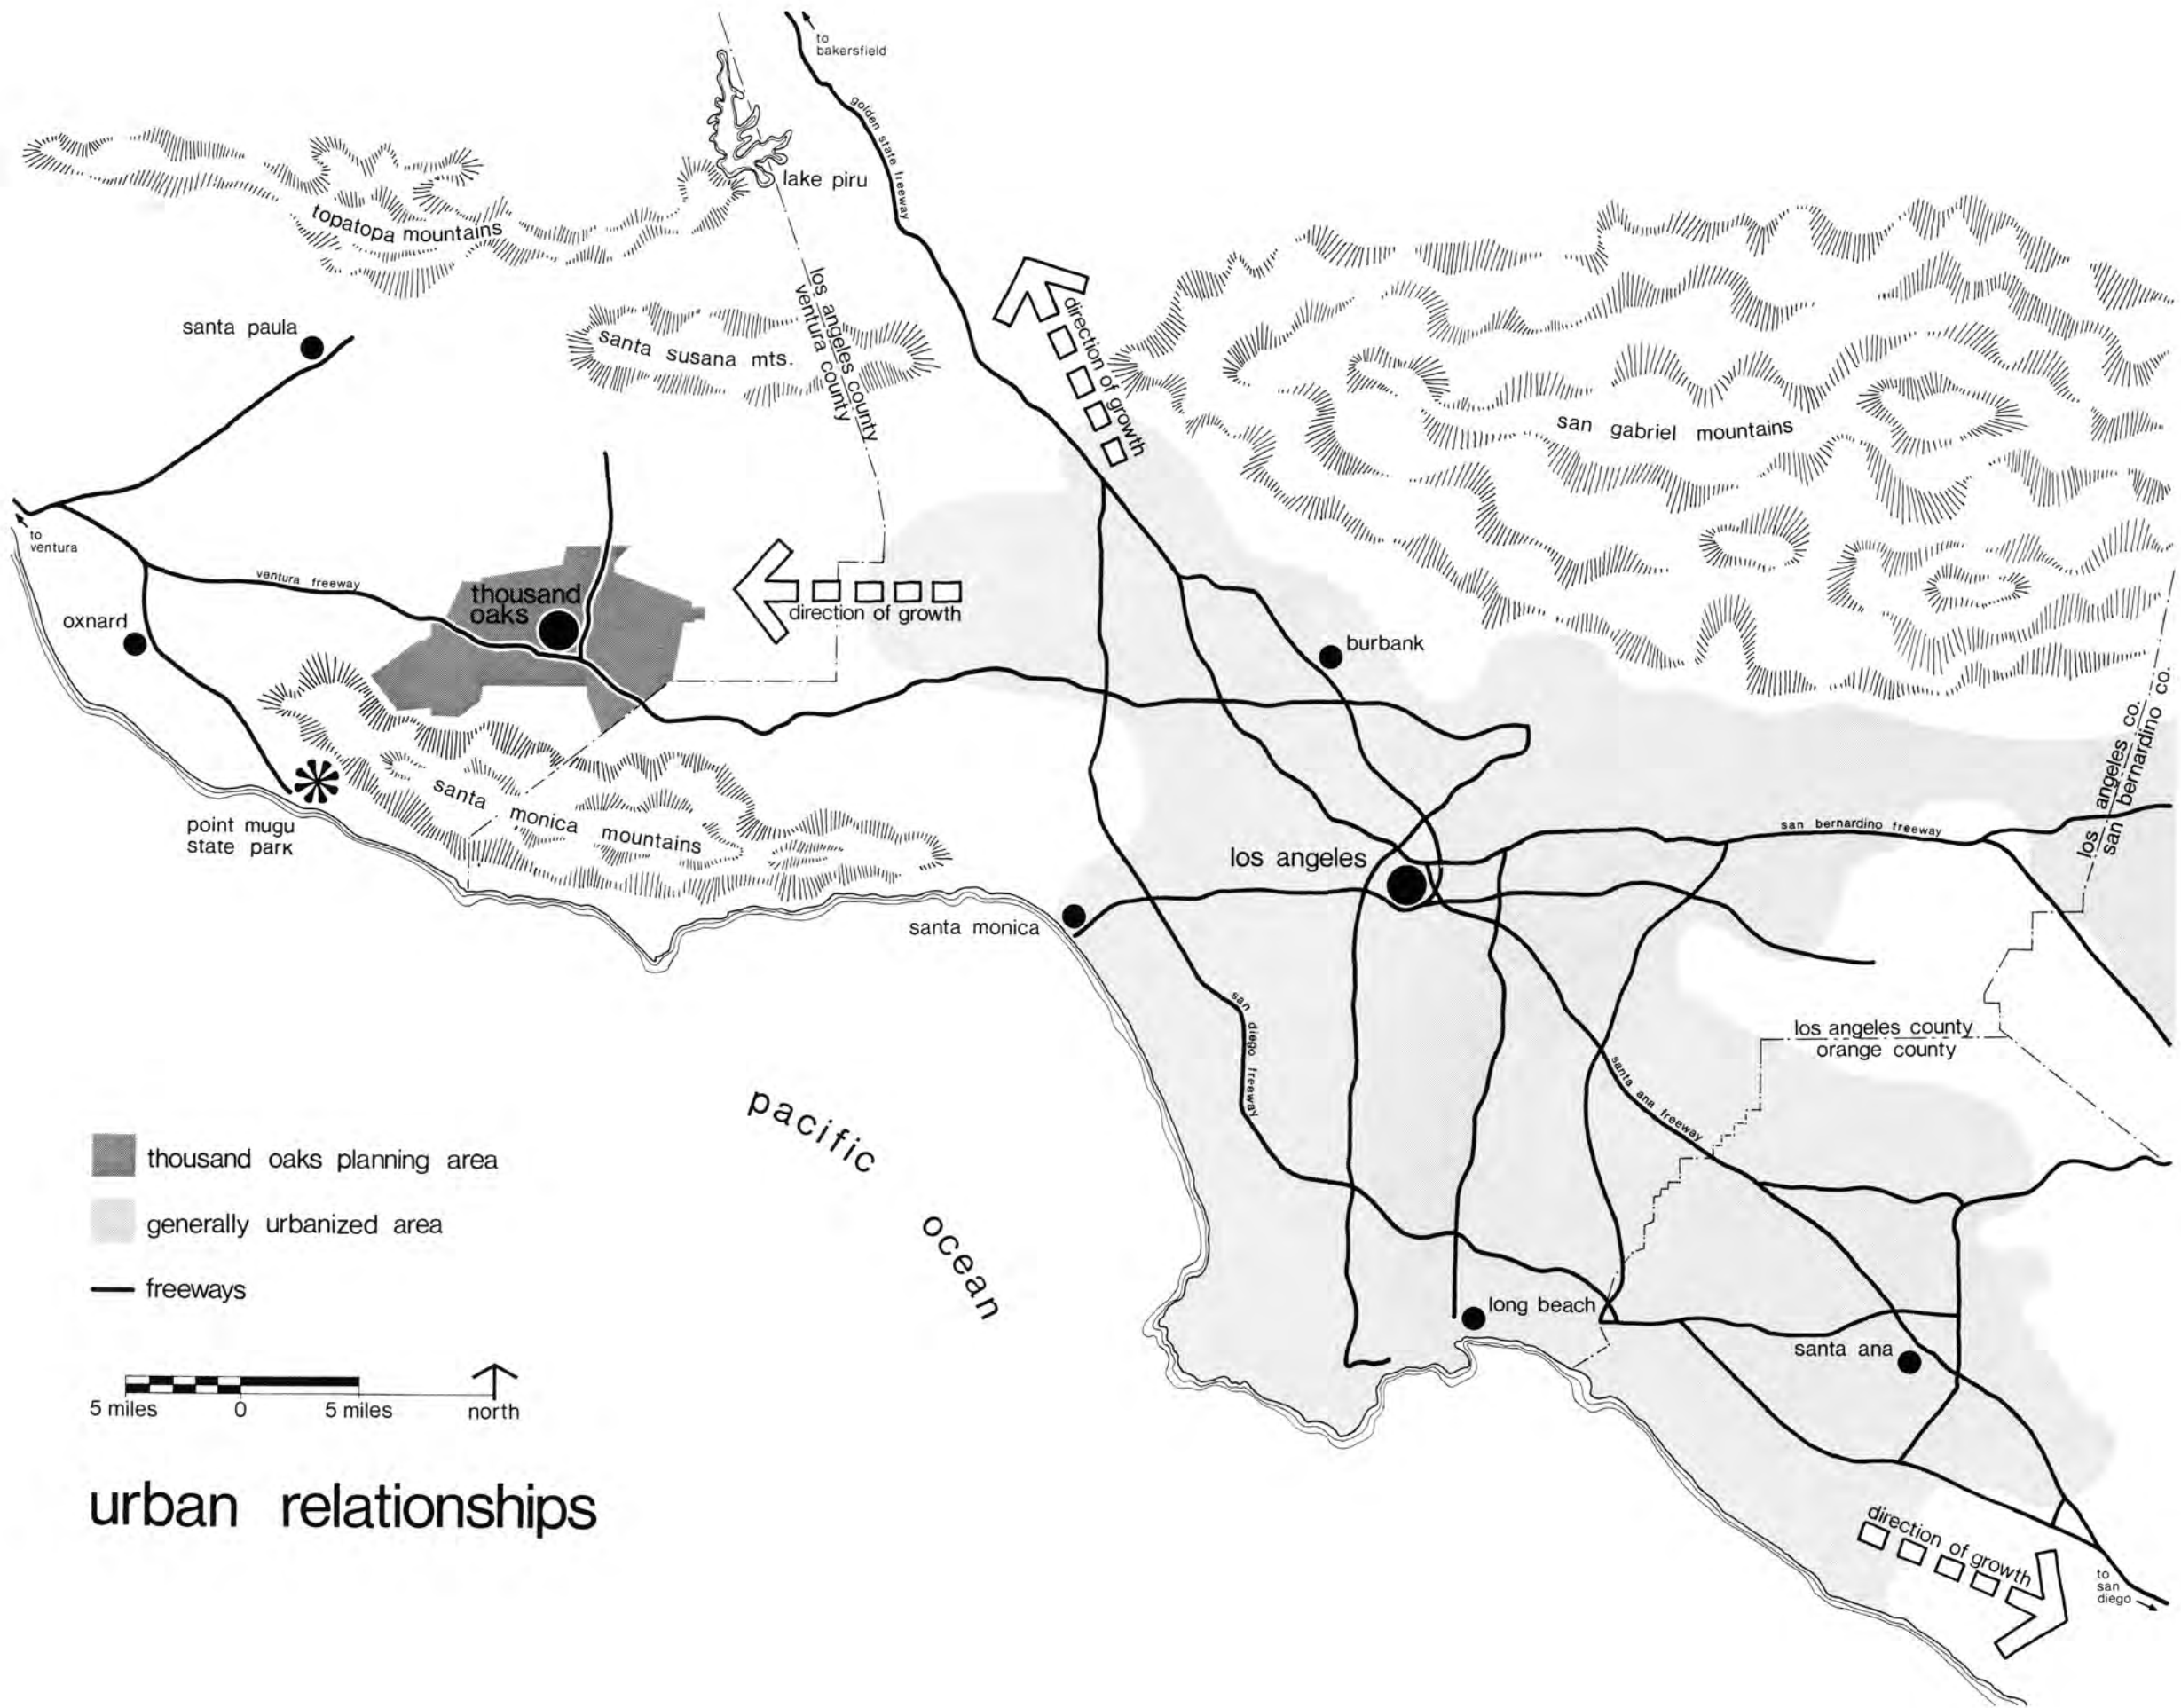 to
bakersfield
golden state freeway
lake piru
topatopa mountains
los angeles county
ventura county
direction of growth
santa paula
santa susana mts.
san gabriel mountains
to
ventura
ventura freeway
thousand
oaks
direction of growth
oxnard
burbank
los angeles co.
san bernardino co.
santa monica mountains
point mugu
state park
san bernardino freeway
los angeles
santa monica
san diego freeway
los angeles county
orange county
santa ana freeway
pacific ocean
thousand oaks planning area
generally urbanized area
freeways
long beach
santa ana
5 miles 0 5 miles north
urban relationships
direction of growth
to
san
diego